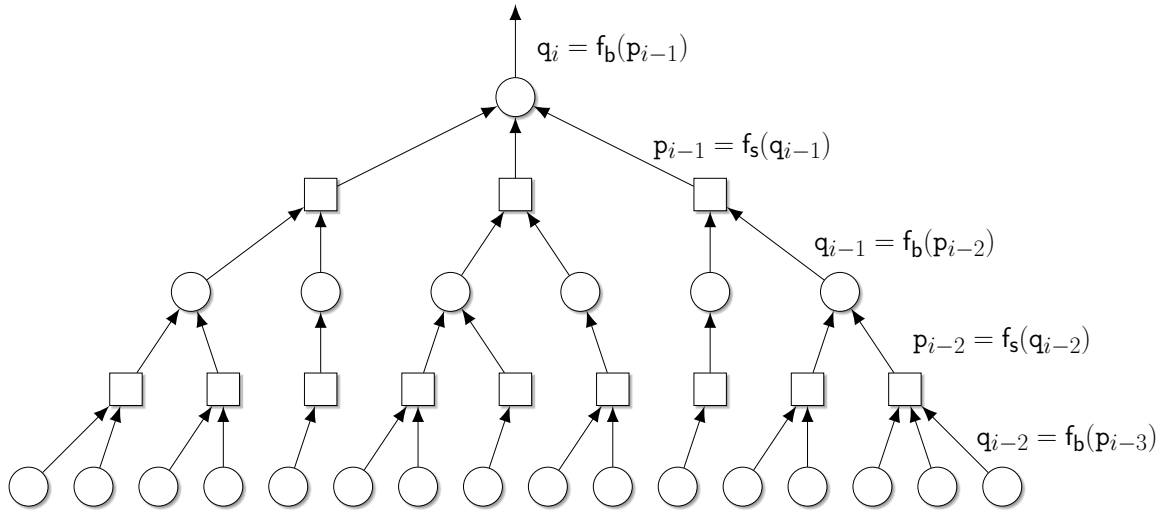 q_i = f_b(p_{i−1})
p_{i−1} = f_s(q_{i−1})
q_{i−1} = f_b(p_{i−2})
p_{i−2} = f_s(q_{i−2})
q_{i−2} = f_b(p_{i−3})